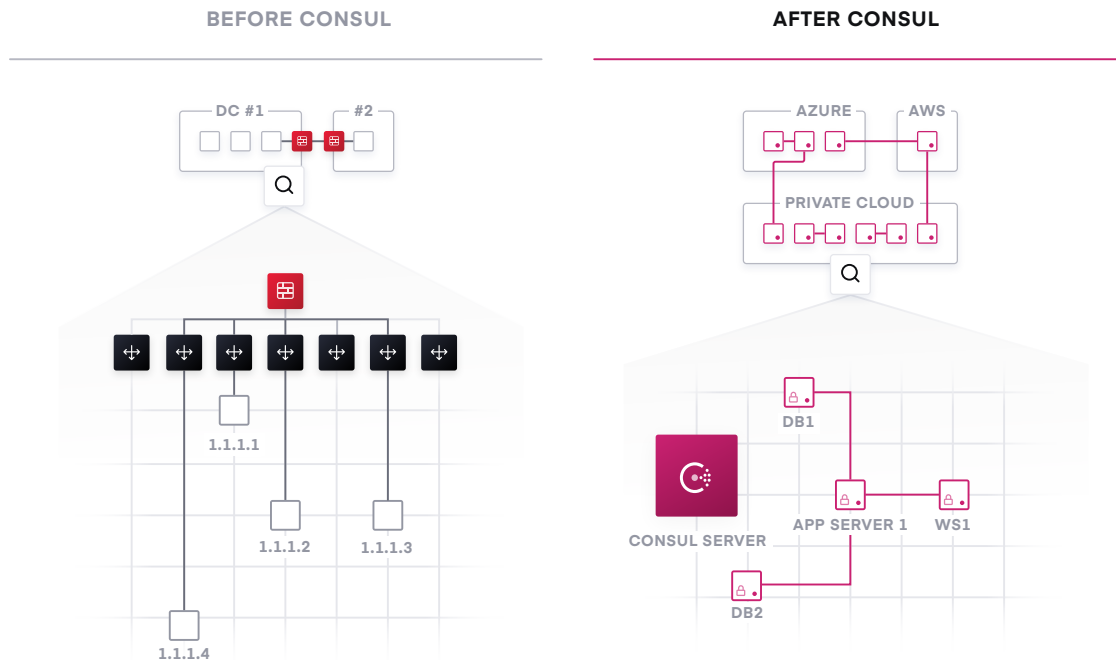 BEFORE CONSUL
DC #1
#2
1.1.1.1
1.1.1.2
1.1.1.3
1.1.1.4
AFTER CONSUL
AZURE
AWS
PRIVATE CLOUD
DB1
CONSUL SERVER
APP SERVER 1
WS1
DB2